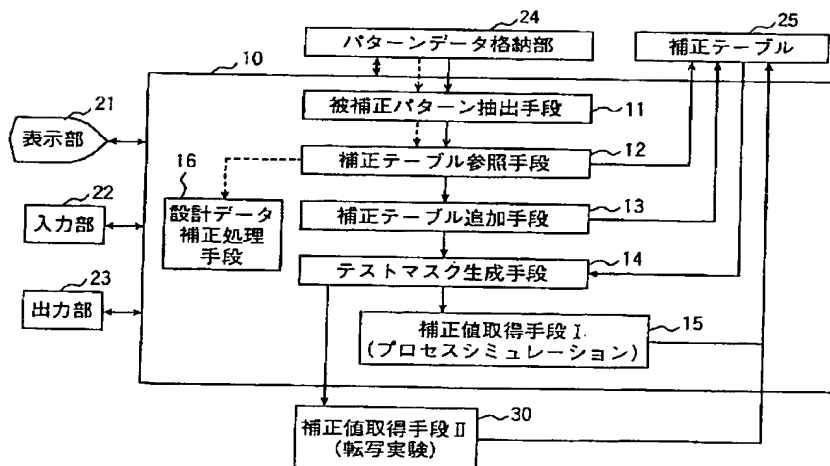 24
パターンデータ格納部
25
補正テーブル
10
被補正パターン抽出手段
11
21
表示部
補正テーブル参照手段
12
16
設計データ
補正処理
手段
22
入力部
補正テーブル追加手段
13
テストマスク生成手段
14
23
出力部
補正値取得手段Ⅰ
(プロセスシミュレーション)
15
補正値取得手段Ⅱ
(転写実験)
30